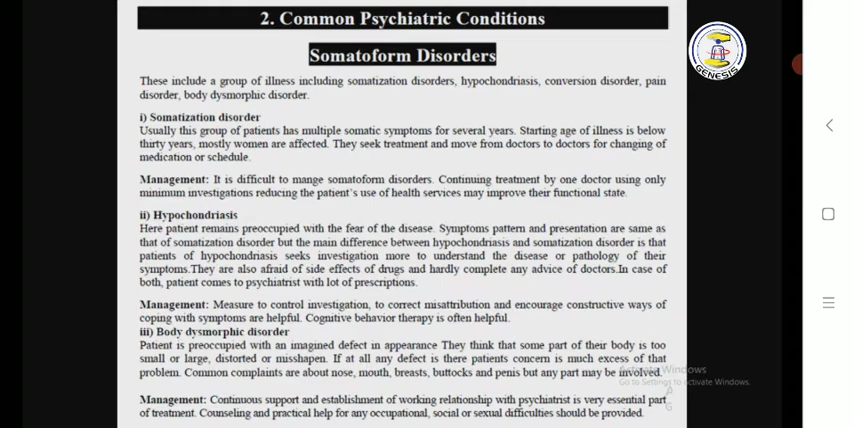 2. Common Psychiatric Conditions
GENESIS
Somatoform Disorders
These include a group of illness including somatization disorders, hypochondriasis, conversion disorder, pain
disorder, body dysmorphic disorder.
i) Somatization disorder
Usually this group of patients has multiple somatic symptoms for several years. Starting age of illness is below
thirty years, mostly women are affected. They seek treatment and move from doctors to doctors for changing of
medication or schedule.
Management: It is difficult to mange somatoform disorders. Continuing treatment by one doctor using only
minimum investigations reducing the patient's use of health services may improve their functional state.
ii) Hypochondriasis
Here patient remains preoccupied with the fear of the disease. Symptoms pattern and presentation are same as
that of somatization disorder but the main difference between hypochondriasis and somatization disorder is that
patients of hypochondriasis seeks investigation more to understand the disease or pathology of their
symptoms.They are also afraid of side effects of drugs and hardly complete any advice of doctors.In case of
both, patient comes to psychiatrist with lot of prescriptions.
Management: Measure to control investigation, to correct misattribution and encourage constructive ways of
coping with symptoms are helpful. Cognitive behavior therapy is often helpful.
iii) Body dysmorphic disorder
Patient is preoccupied with an imagined defect in appearance They think that some part of their body is too
small or large, distorted or misshapen. If at all any defect is there patients concern is much excess of that
problem. Common complaints are about nose, mouth, breasts, buttocks and penis but any part may be involved.
Activate Windows
Go to Settings to activate Windows.
Management: Continuous support and establishment of working relationship with psychiatrist is very essential part
of treatment. Counseling and practical help for any occupational, social or sexual difficulties should be provided.